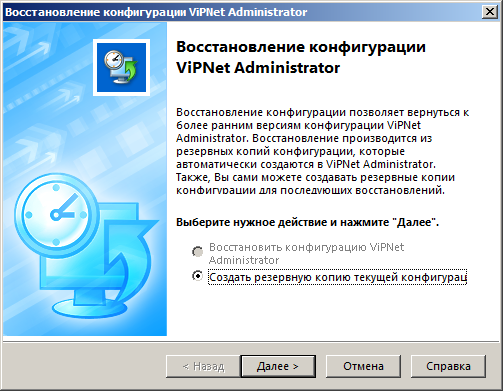 Восстановление конфигурации ViPNet Administrator
Восстановление конфигурации
ViPNet Administrator
Восстановление конфигурации позволяет вернуться к
более ранним версиям конфигурации ViPNet
Administrator. Восстановление производится из
резервных копий конфигурации, которые
автоматически создаются в ViPNet Administrator.
Также, Вы сами можете создавать резервные копии
конфигурации для последующих восстановлений.
Выберите нужное действие и нажмите "Далее".
Восстановить конфигурацию ViPNet
Administrator
Создать резервную копию текущей конфигурац
< Назад
Далее >
Отмена
Справка